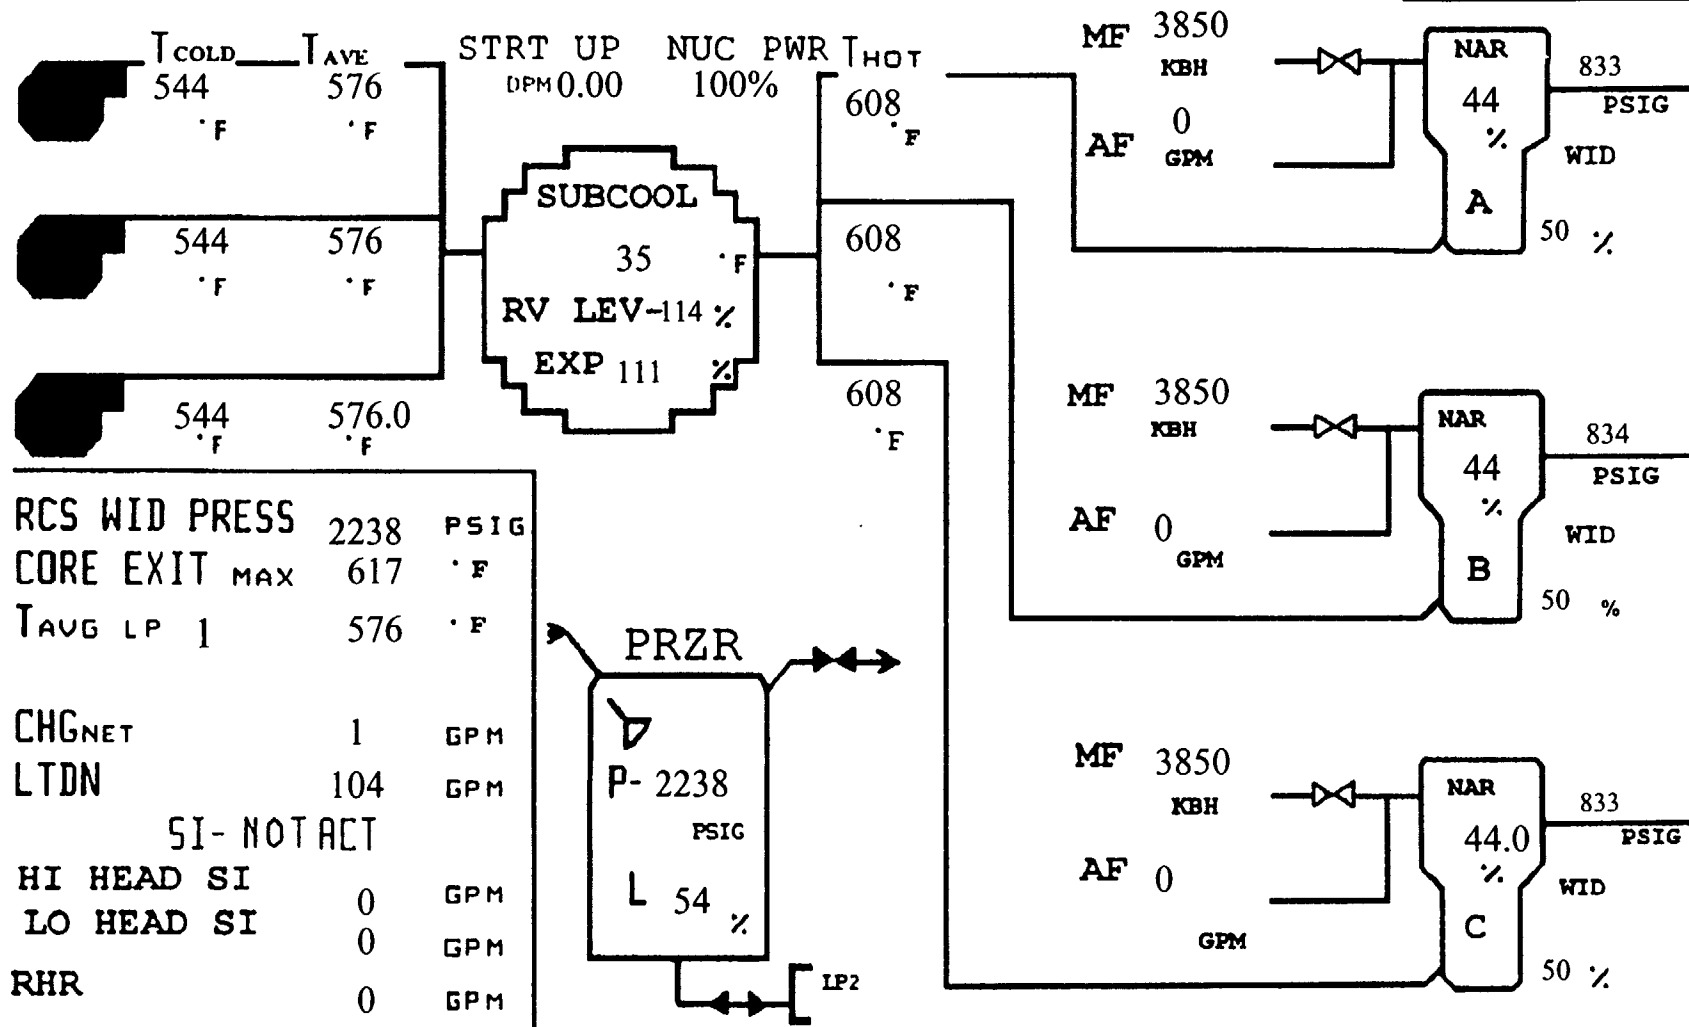 TCOLD TAVE STRT UP NUC PWR THOT
544 576 DPM 0.00 100% 608
°F °F °F
544 576 608
°F °F °F
544 576.0 608
°F °F °F
SUBCOOL
35 °F
RV LEV-114 %
EXP 111 %
RCS WID PRESS 2238 PSIG
CORE EXIT MAX 617 °F
TAVG LP 1 576 °F
CHGNET 1 GPM
LTDN 104 GPM
SI- NOT ACT
HI HEAD SI 0 GPM
LO HEAD SI 0 GPM
RHR 0 GPM
PRZR
P- 2238
PSIG
L 54 %
LP2
MF 3850
KBH
AF 0
GPM
NAR
44
%
A
833
PSIG
WID
50 %
MF 3850
KBH
AF 0
GPM
NAR
44
%
B
834
PSIG
WID
50 %
MF 3850
KBH
AF 0
GPM
NAR
44.0
%
C
833
PSIG
WID
50 %